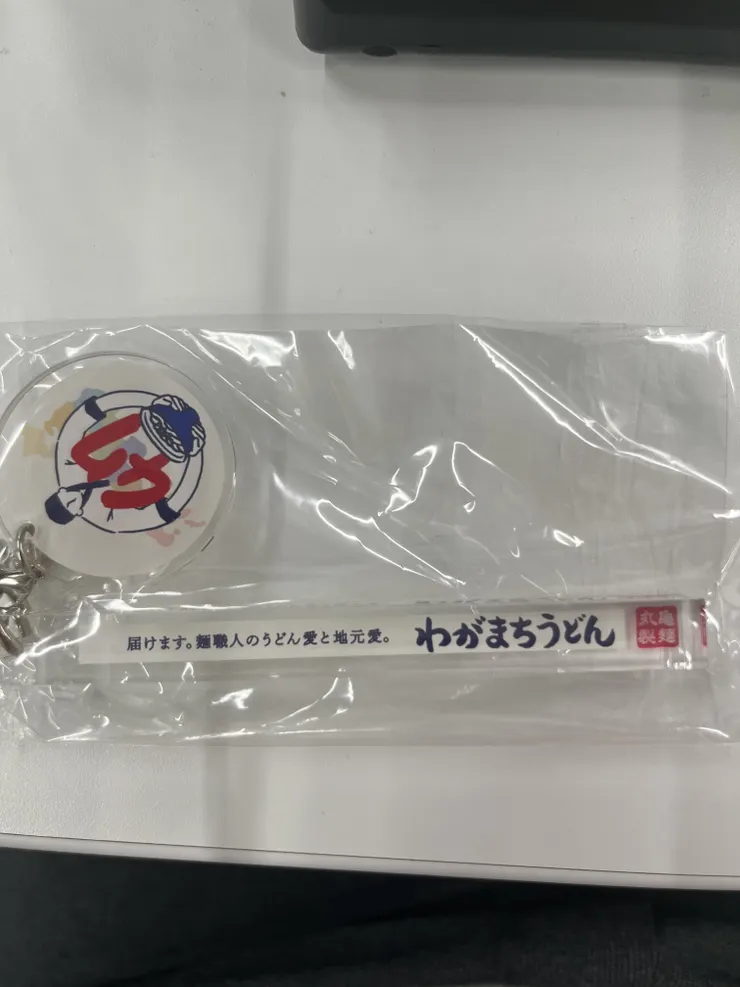 届けます。麺職人のうどん愛と地元愛。
わがまちうどん
丸亀
製麺